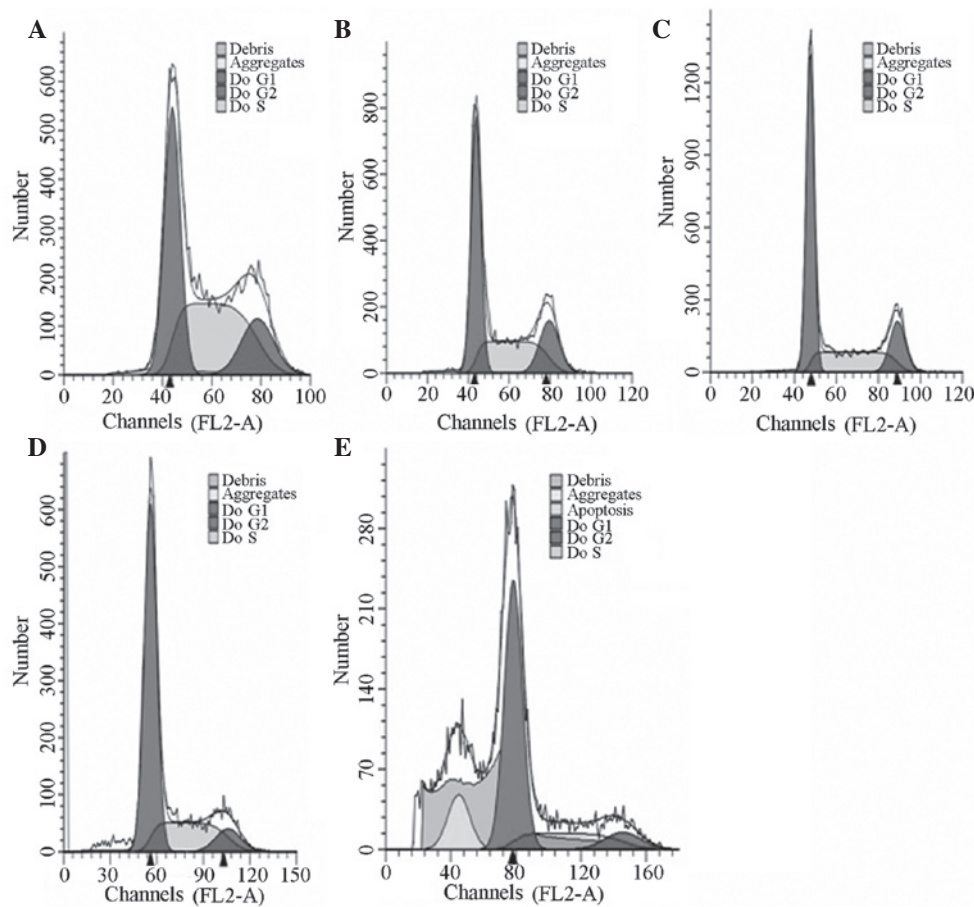 A
Debris
Aggregates
Do G1
Do G2
Do S
Number
600
500
400
300
200
100
0
0 20 40 60 80 100
Channels (FL2-A)
B
Debris
Aggregates
Do G1
Do G2
Do S
Number
800
600
400
200
0
0 20 40 60 80 100 120
Channels (FL2-A)
C
Debris
Aggregates
Do G1
Do G2
Do S
Number
1200
900
600
300
0
0 20 40 60 80 100 120
Channels (FL2-A)
D
Debris
Aggregates
Do G1
Do G2
Do S
Number
600
500
400
300
200
100
0
0 30 60 90 120 150
Channels (FL2-A)
E
Debris
Aggregates
Apoptosis
Do G1
Do G2
Do S
Number
280
210
140
70
0
0 40 80 120 160
Channels (FL2-A)